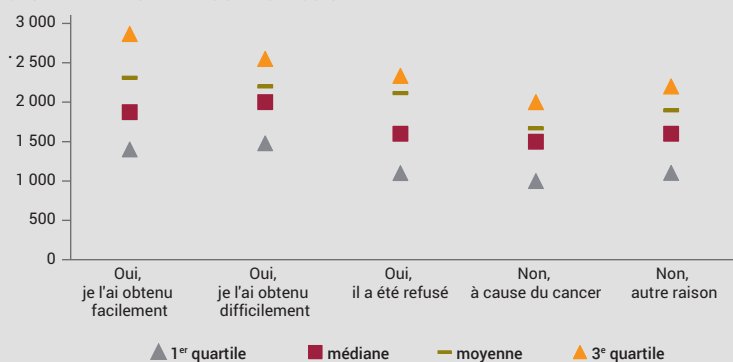 3 000
2 500
2 000
1 500
1 000
500
0
Oui,
je l'ai obtenu
facilement
Oui,
je l'ai obtenu
difficilement
Oui,
il a été refusé
Non,
à cause du cancer
Non,
autre raison
1er quartile médiane moyenne 3e quartile